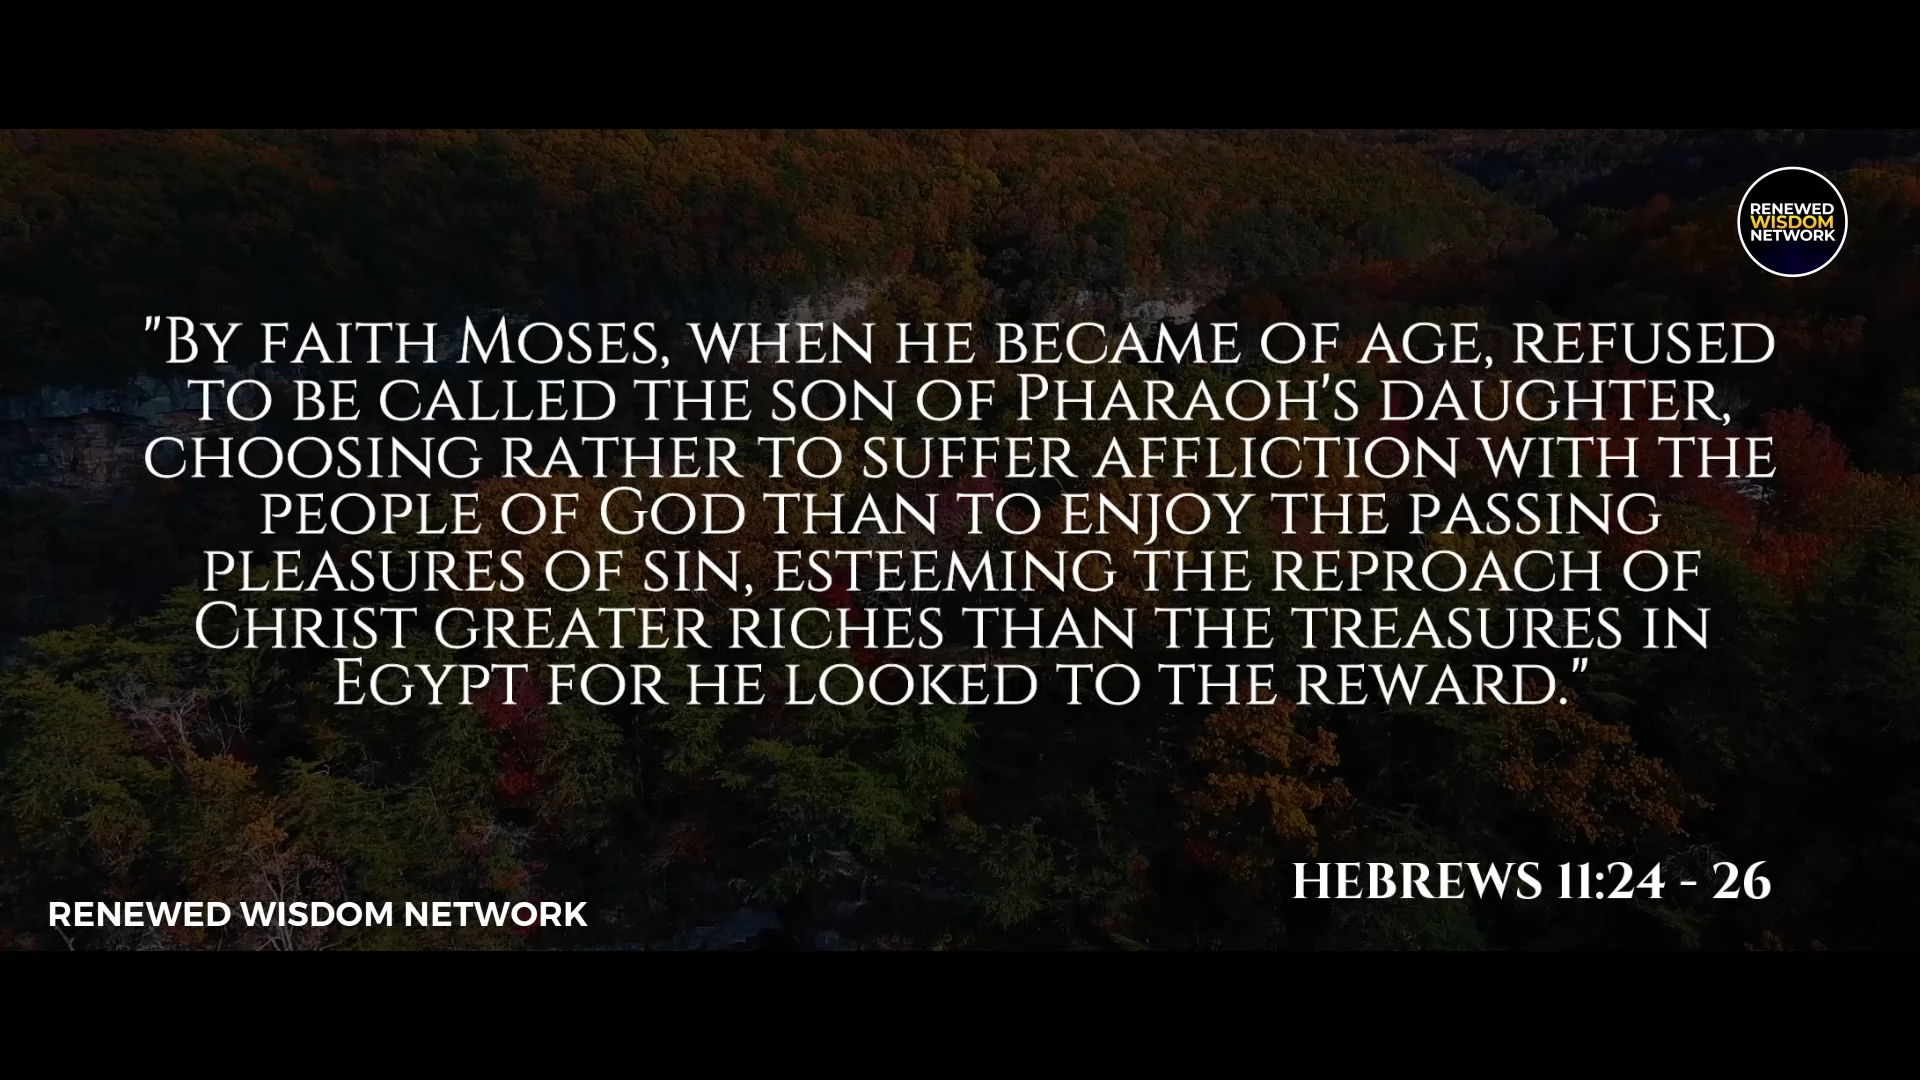 RENEWED
WISDOM
NETWORK
"By faith Moses, when he became of age, refused
to be called the son of Pharaoh's daughter,
choosing rather to suffer affliction with the
people of God than to enjoy the passing
pleasures of sin, esteeming the reproach of
Christ greater riches than the treasures in
Egypt for he looked to the reward."
HEBREWS 11:24 - 26
RENEWED WISDOM NETWORK